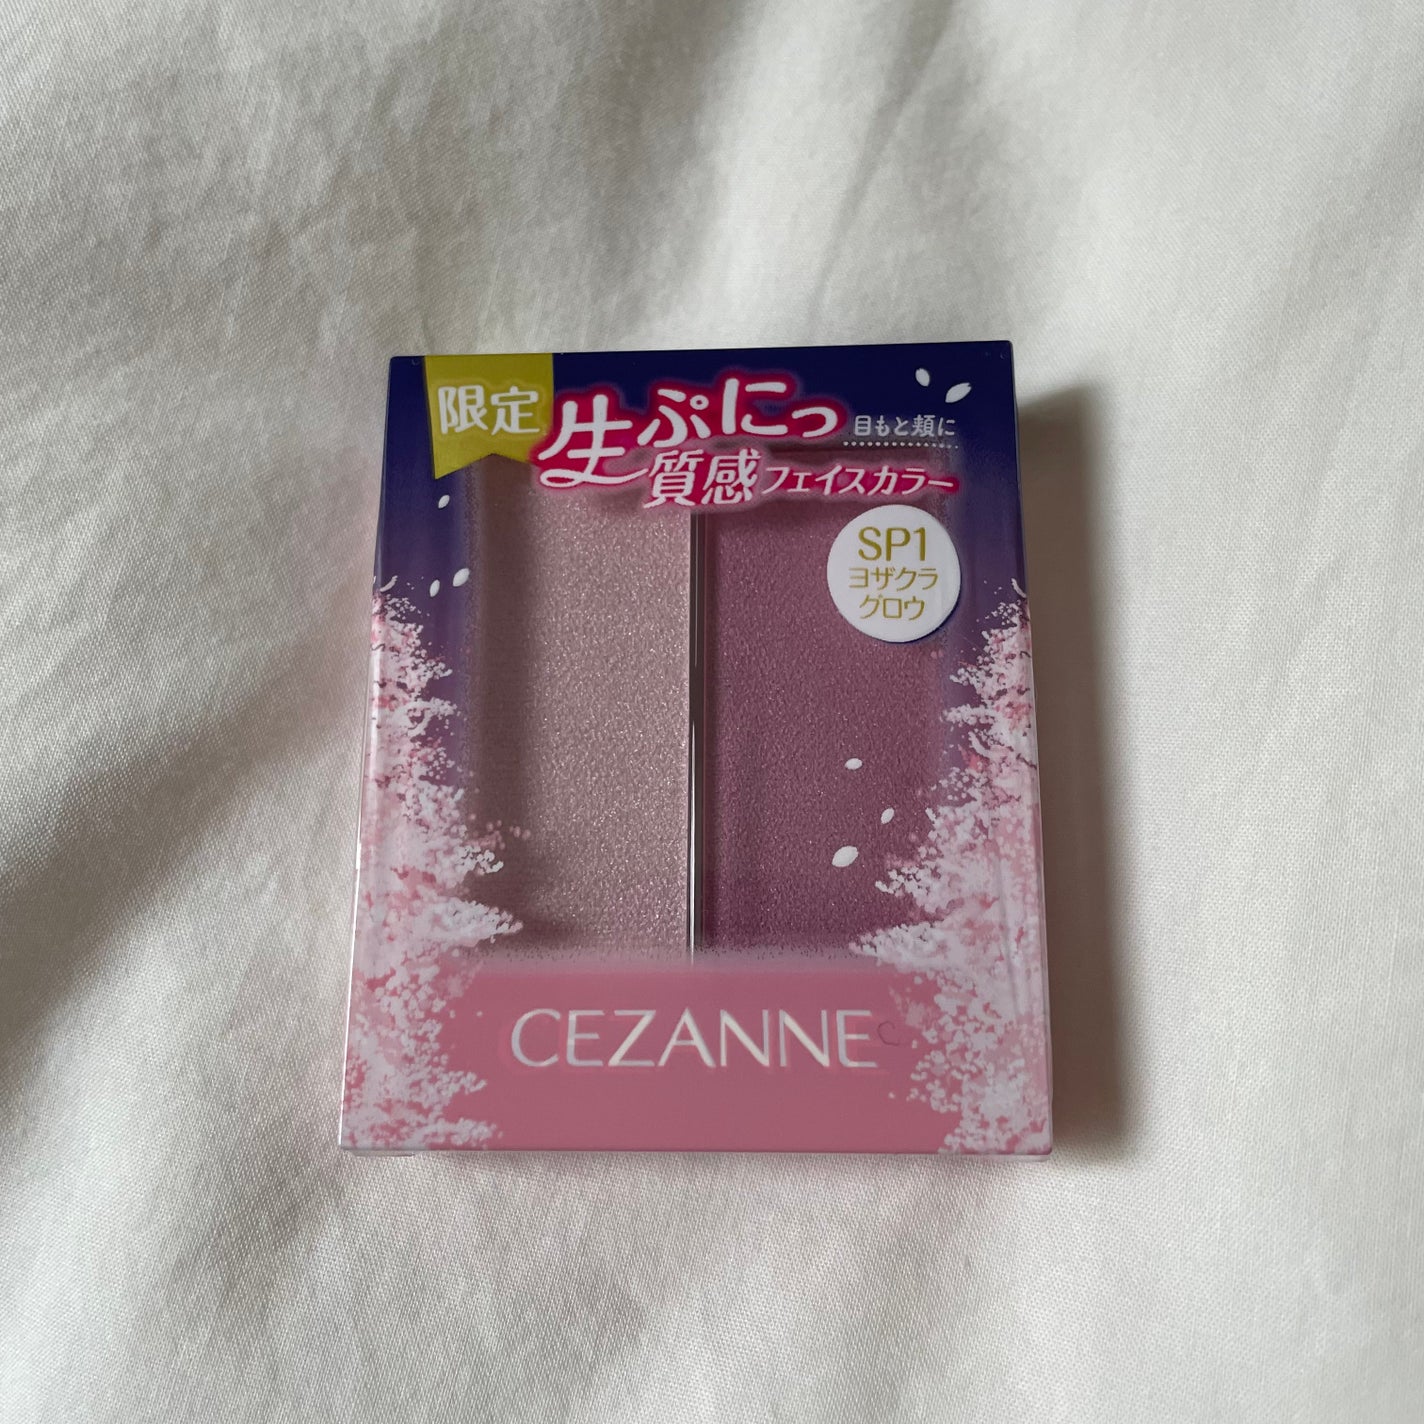 限定
生ぷにっ
質感フェイスカラー
目もと頬に
SP1
ヨザクラ
グロウ
CEZANNE